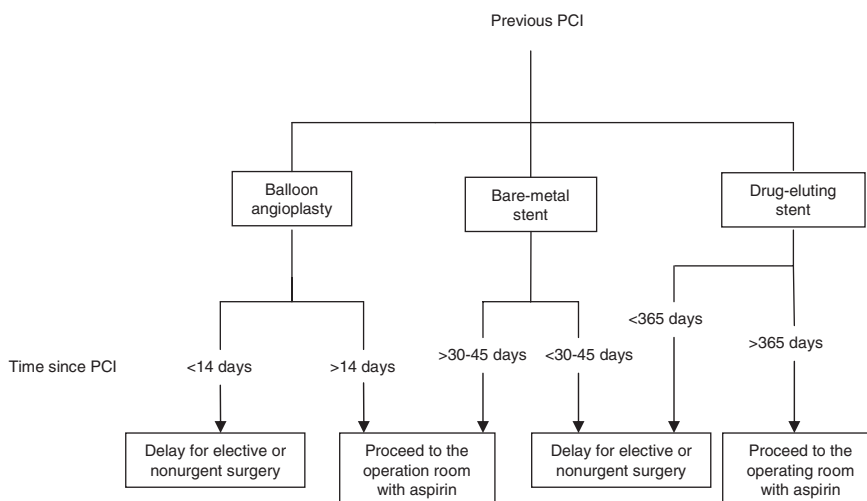 Previous PCI
Balloon
angioplasty
Bare-metal
stent
Drug-eluting
stent
Time since PCI
<14 days
>14 days
>30-45 days
<30-45 days
<365 days
>365 days
Delay for elective or
nonurgent surgery
Proceed to the
operation room
with aspirin
Delay for elective or
nonurgent surgery
Proceed to the
operating room
with aspirin